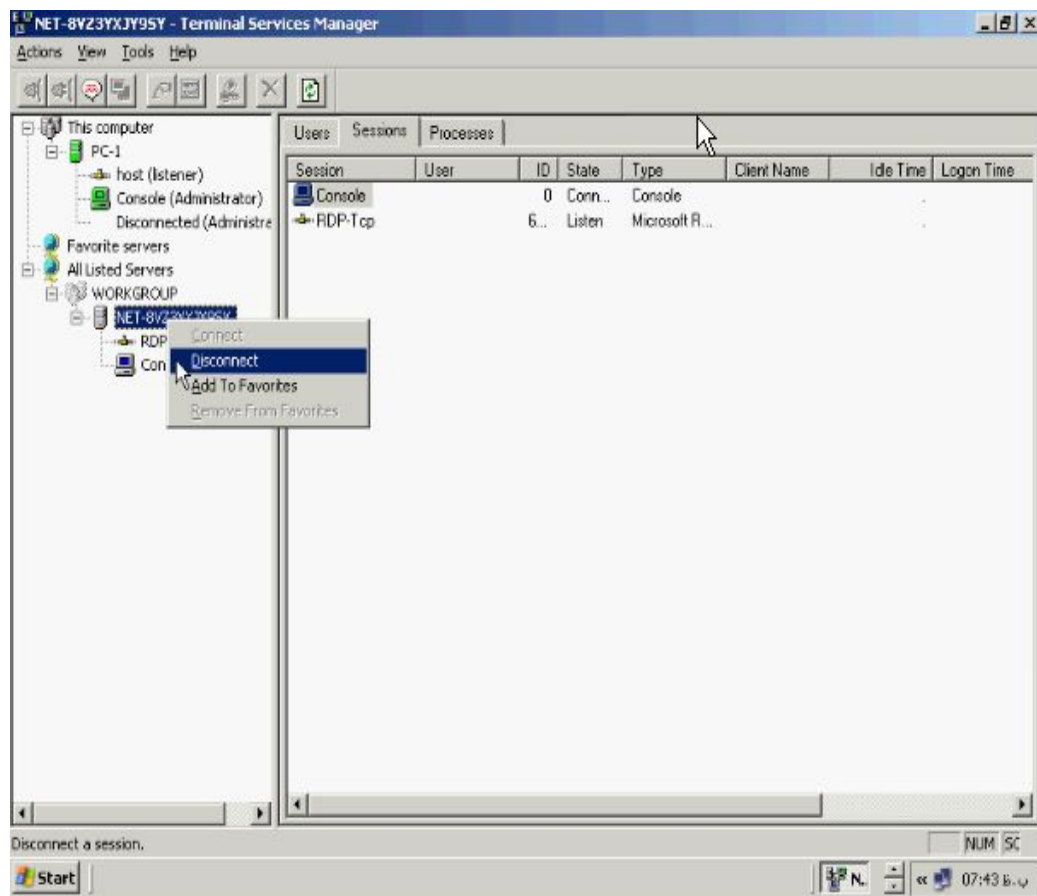 NET-8VZ3YXJY95Y - Terminal Services Manager
Actions View Tools Help
This computer
PC-1
host (listener)
Console (Administrator)
Disconnected (Administre
Favorite servers
All Listed Servers
WORKGROUP
NET-8VZ3YXJY95Y
RDP
Con
Connect
Disconnect
Add To Favorites
Remove From Favorites
Users Sessions Processes
Session User ID State Type Client Name Idle Time Logon Time
Console 0 Conn... Console .
RDP-Tcp 6... Listen Microsoft R... .
Disconnect a session.
NUM SC
Start N. « 07:43 ب.ظ